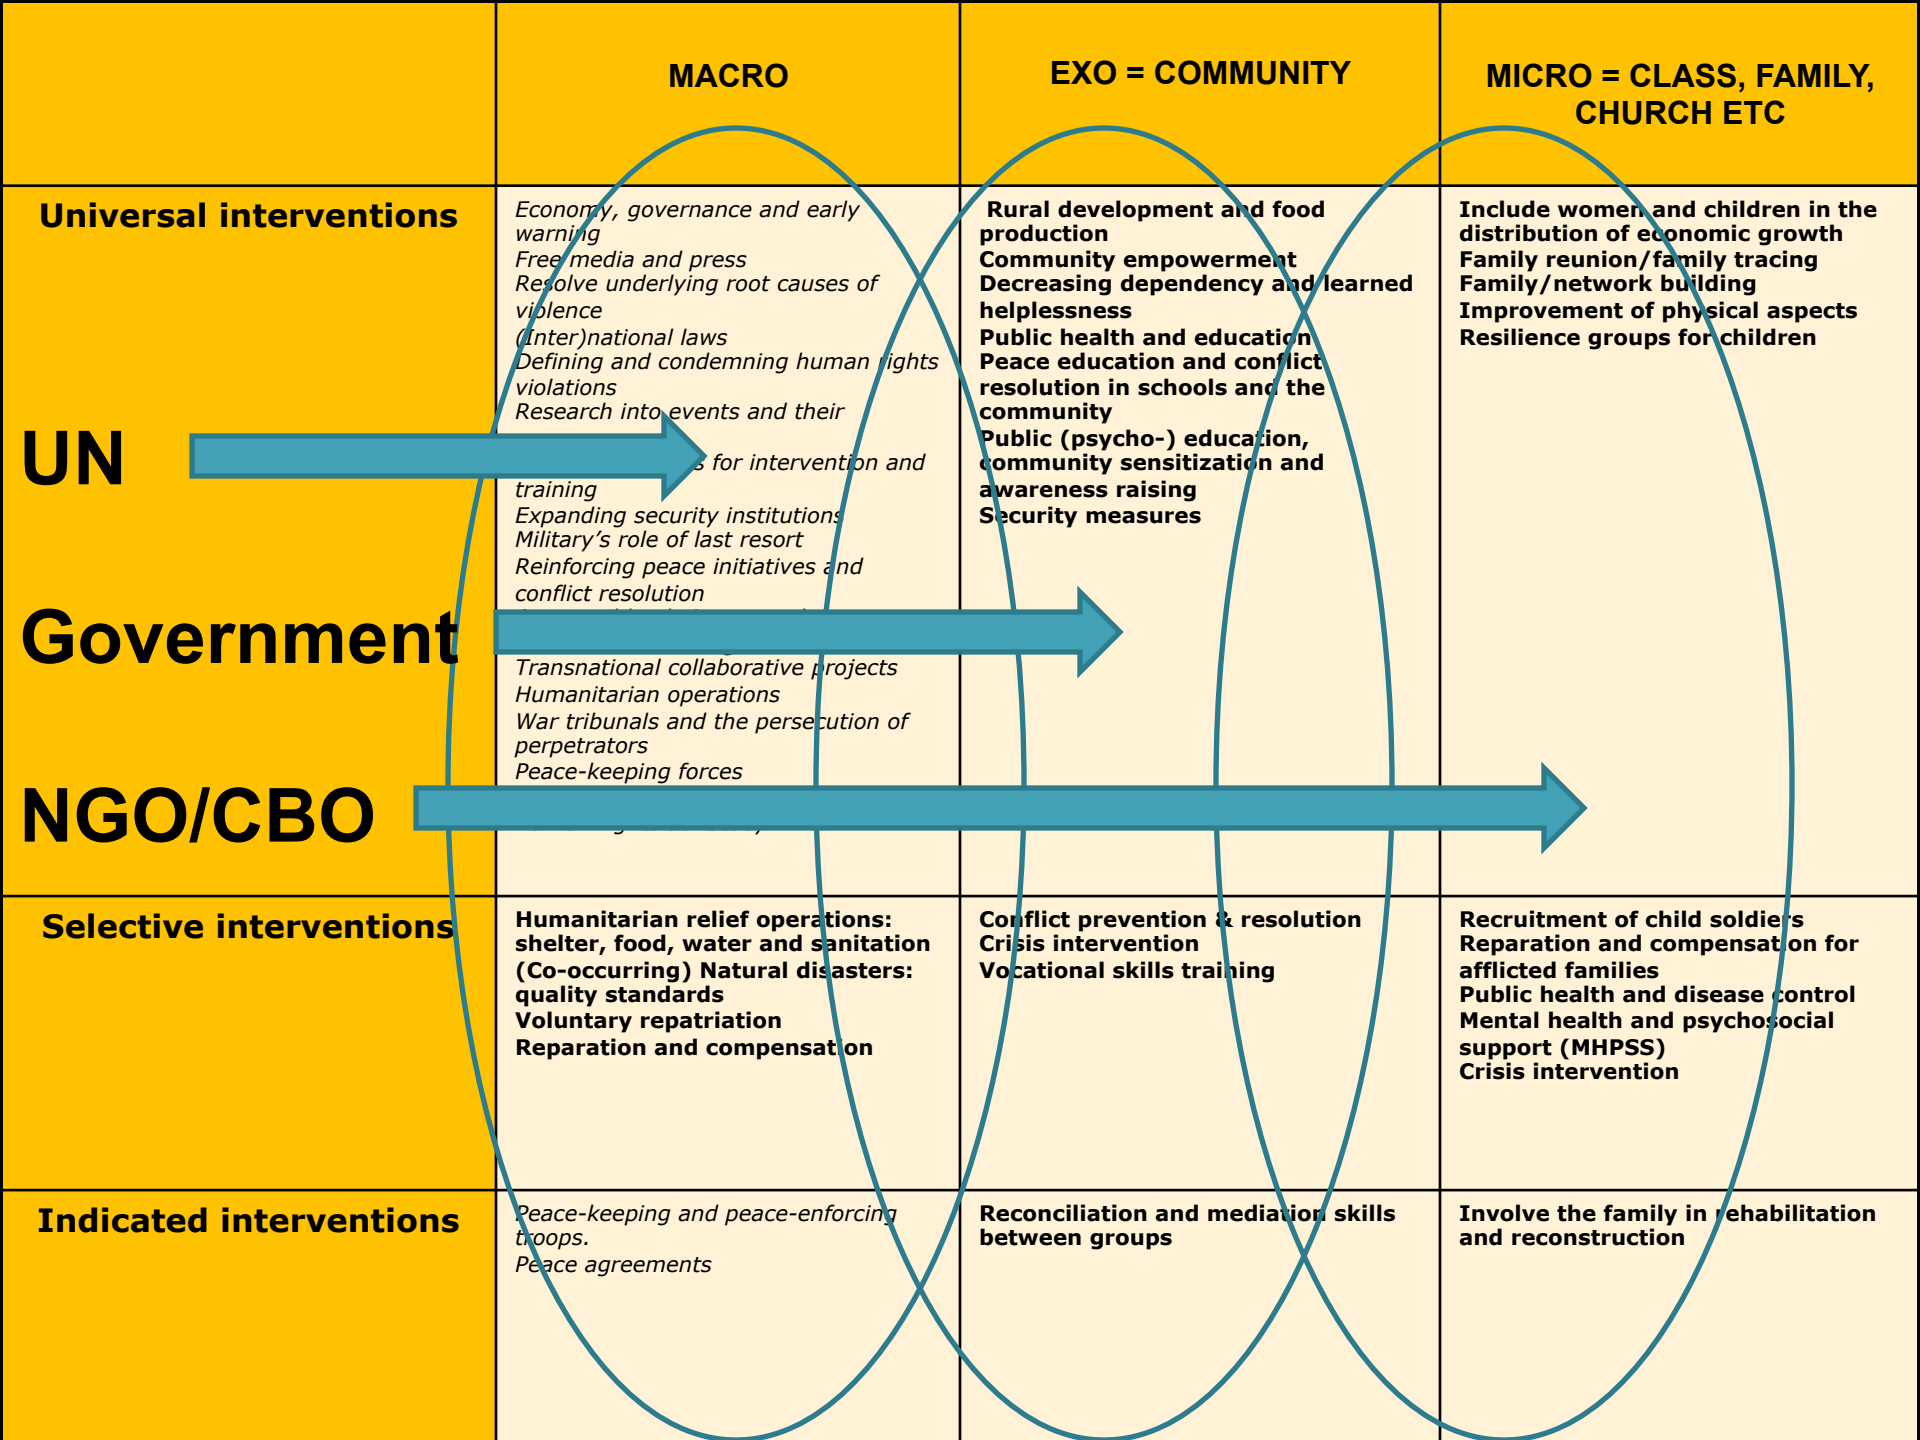 MACRO
EXO = COMMUNITY
MICRO = CLASS, FAMILY,
CHURCH ETC
Universal interventions
UN
Government
NGO/CBO
Economy, governance and early
warning
Free media and press
Resolve underlying root causes of
violence
(Inter)national laws
Defining and condemning human rights
violations
Research into events and their
for intervention and
training
Expanding security institutions
Military’s role of last resort
Reinforcing peace initiatives and
conflict resolution
Transnational collaborative projects
Humanitarian operations
War tribunals and the persecution of
perpetrators
Peace-keeping forces
Rural development and food
production
Community empowerment
Decreasing dependency and learned
helplessness
Public health and education
Peace education and conflict
resolution in schools and the
community
Public (psycho-) education,
community sensitization and
awareness raising
Security measures
Include women and children in the
distribution of economic growth
Family reunion/family tracing
Family/network building
Improvement of physical aspects
Resilience groups for children
Selective interventions
Humanitarian relief operations:
shelter, food, water and sanitation
(Co-occurring) Natural disasters:
quality standards
Voluntary repatriation
Reparation and compensation
Conflict prevention & resolution
Crisis intervention
Vocational skills training
Recruitment of child soldiers
Reparation and compensation for
afflicted families
Public health and disease control
Mental health and psychosocial
support (MHPSS)
Crisis intervention
Indicated interventions
Peace-keeping and peace-enforcing
troops.
Peace agreements
Reconciliation and mediation skills
between groups
Involve the family in rehabilitation
and reconstruction